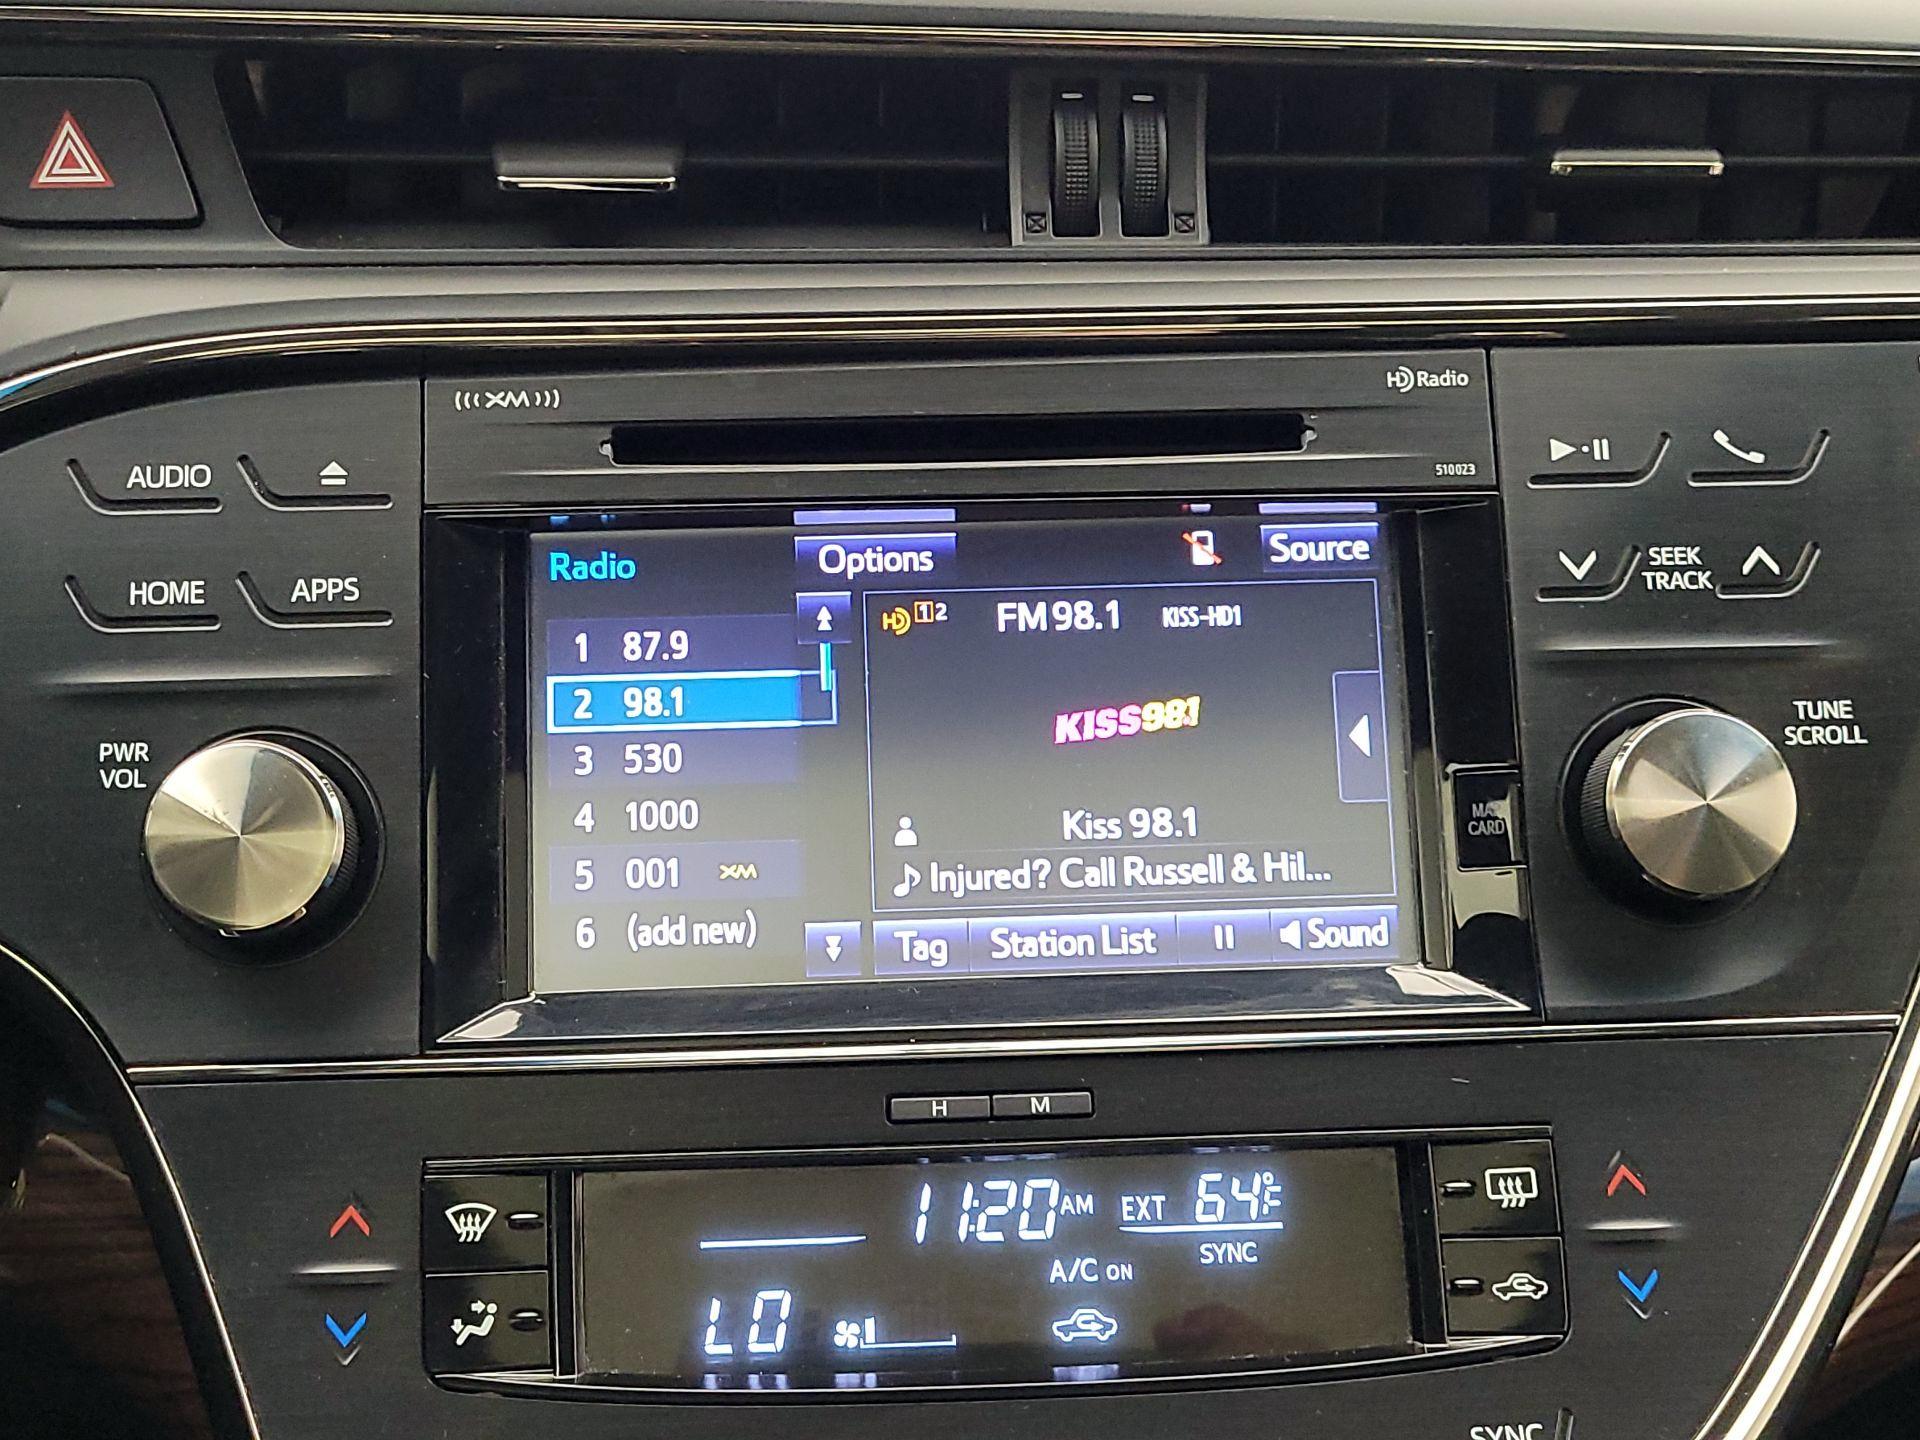 XM
HD Radio
510023
AUDIO
HOME
APPS
PWR
VOL
SEEK
TRACK
TUNE
SCROLL
MAP
CARD
Radio
Options
Source
1 87.9
2 98.1
3 530
4 1000
5 001 XM
6 (add new)
HD 1 2 FM 98.1 KISS-HD1
KISS 98.1
Kiss 98.1
Injured? Call Russell & Hil...
Tag
Station List
Sound
H
M
11:20 AM EXT 64°F
SYNC
A/C ON
LO
SYNC